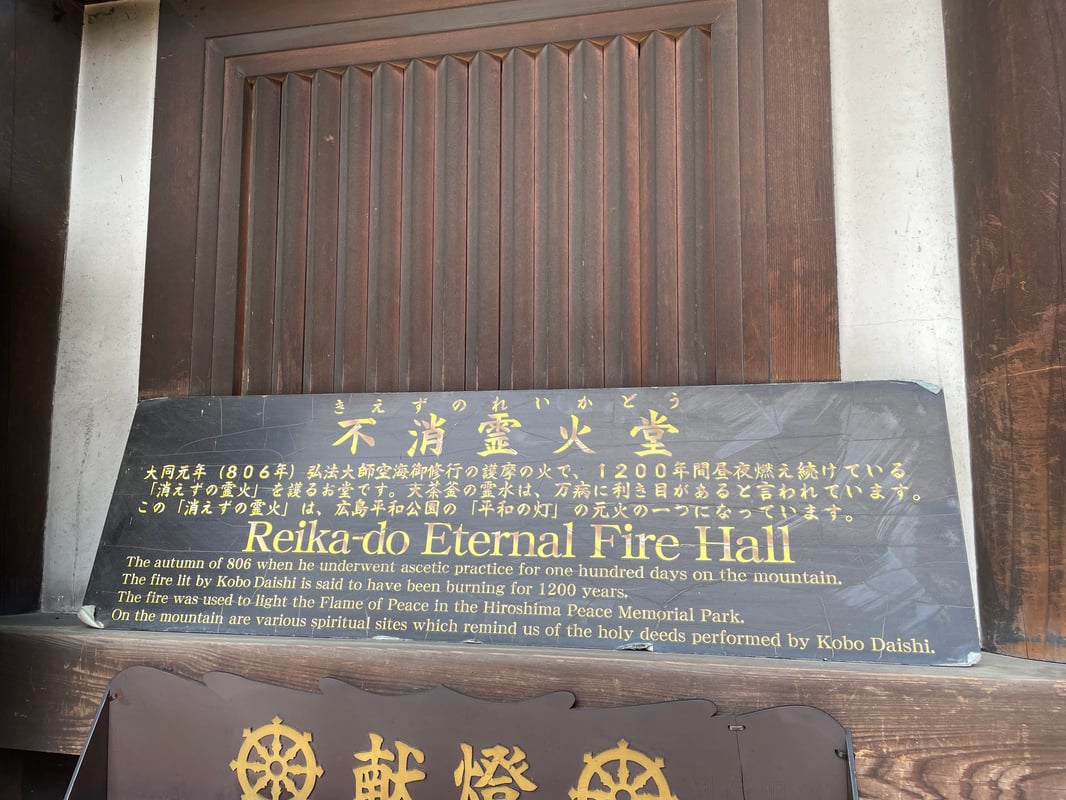 きえずのれいかどう
不消霊火堂
大同元年（８０６年）弘法大師空海御修行の護摩の火で、１２００年間昼夜燃え続けている
「消えずの霊火」を護るお堂です。大茶釜の霊水は、万病に利き目があると言われています。
この「消えずの霊火」は、広島平和公園の「平和の灯」の元火の一つになっています。
Reika-do Eternal Fire Hall
The autumn of 806 when he underwent ascetic practice for one hundred days on the mountain.
The fire lit by Kobo Daishi is said to have been burning for 1200 years.
The fire was used to light the Flame of Peace in the Hiroshima Peace Memorial Park.
On the mountain are various spiritual sites which remind us of the holy deeds performed by Kobo Daishi.
献燈